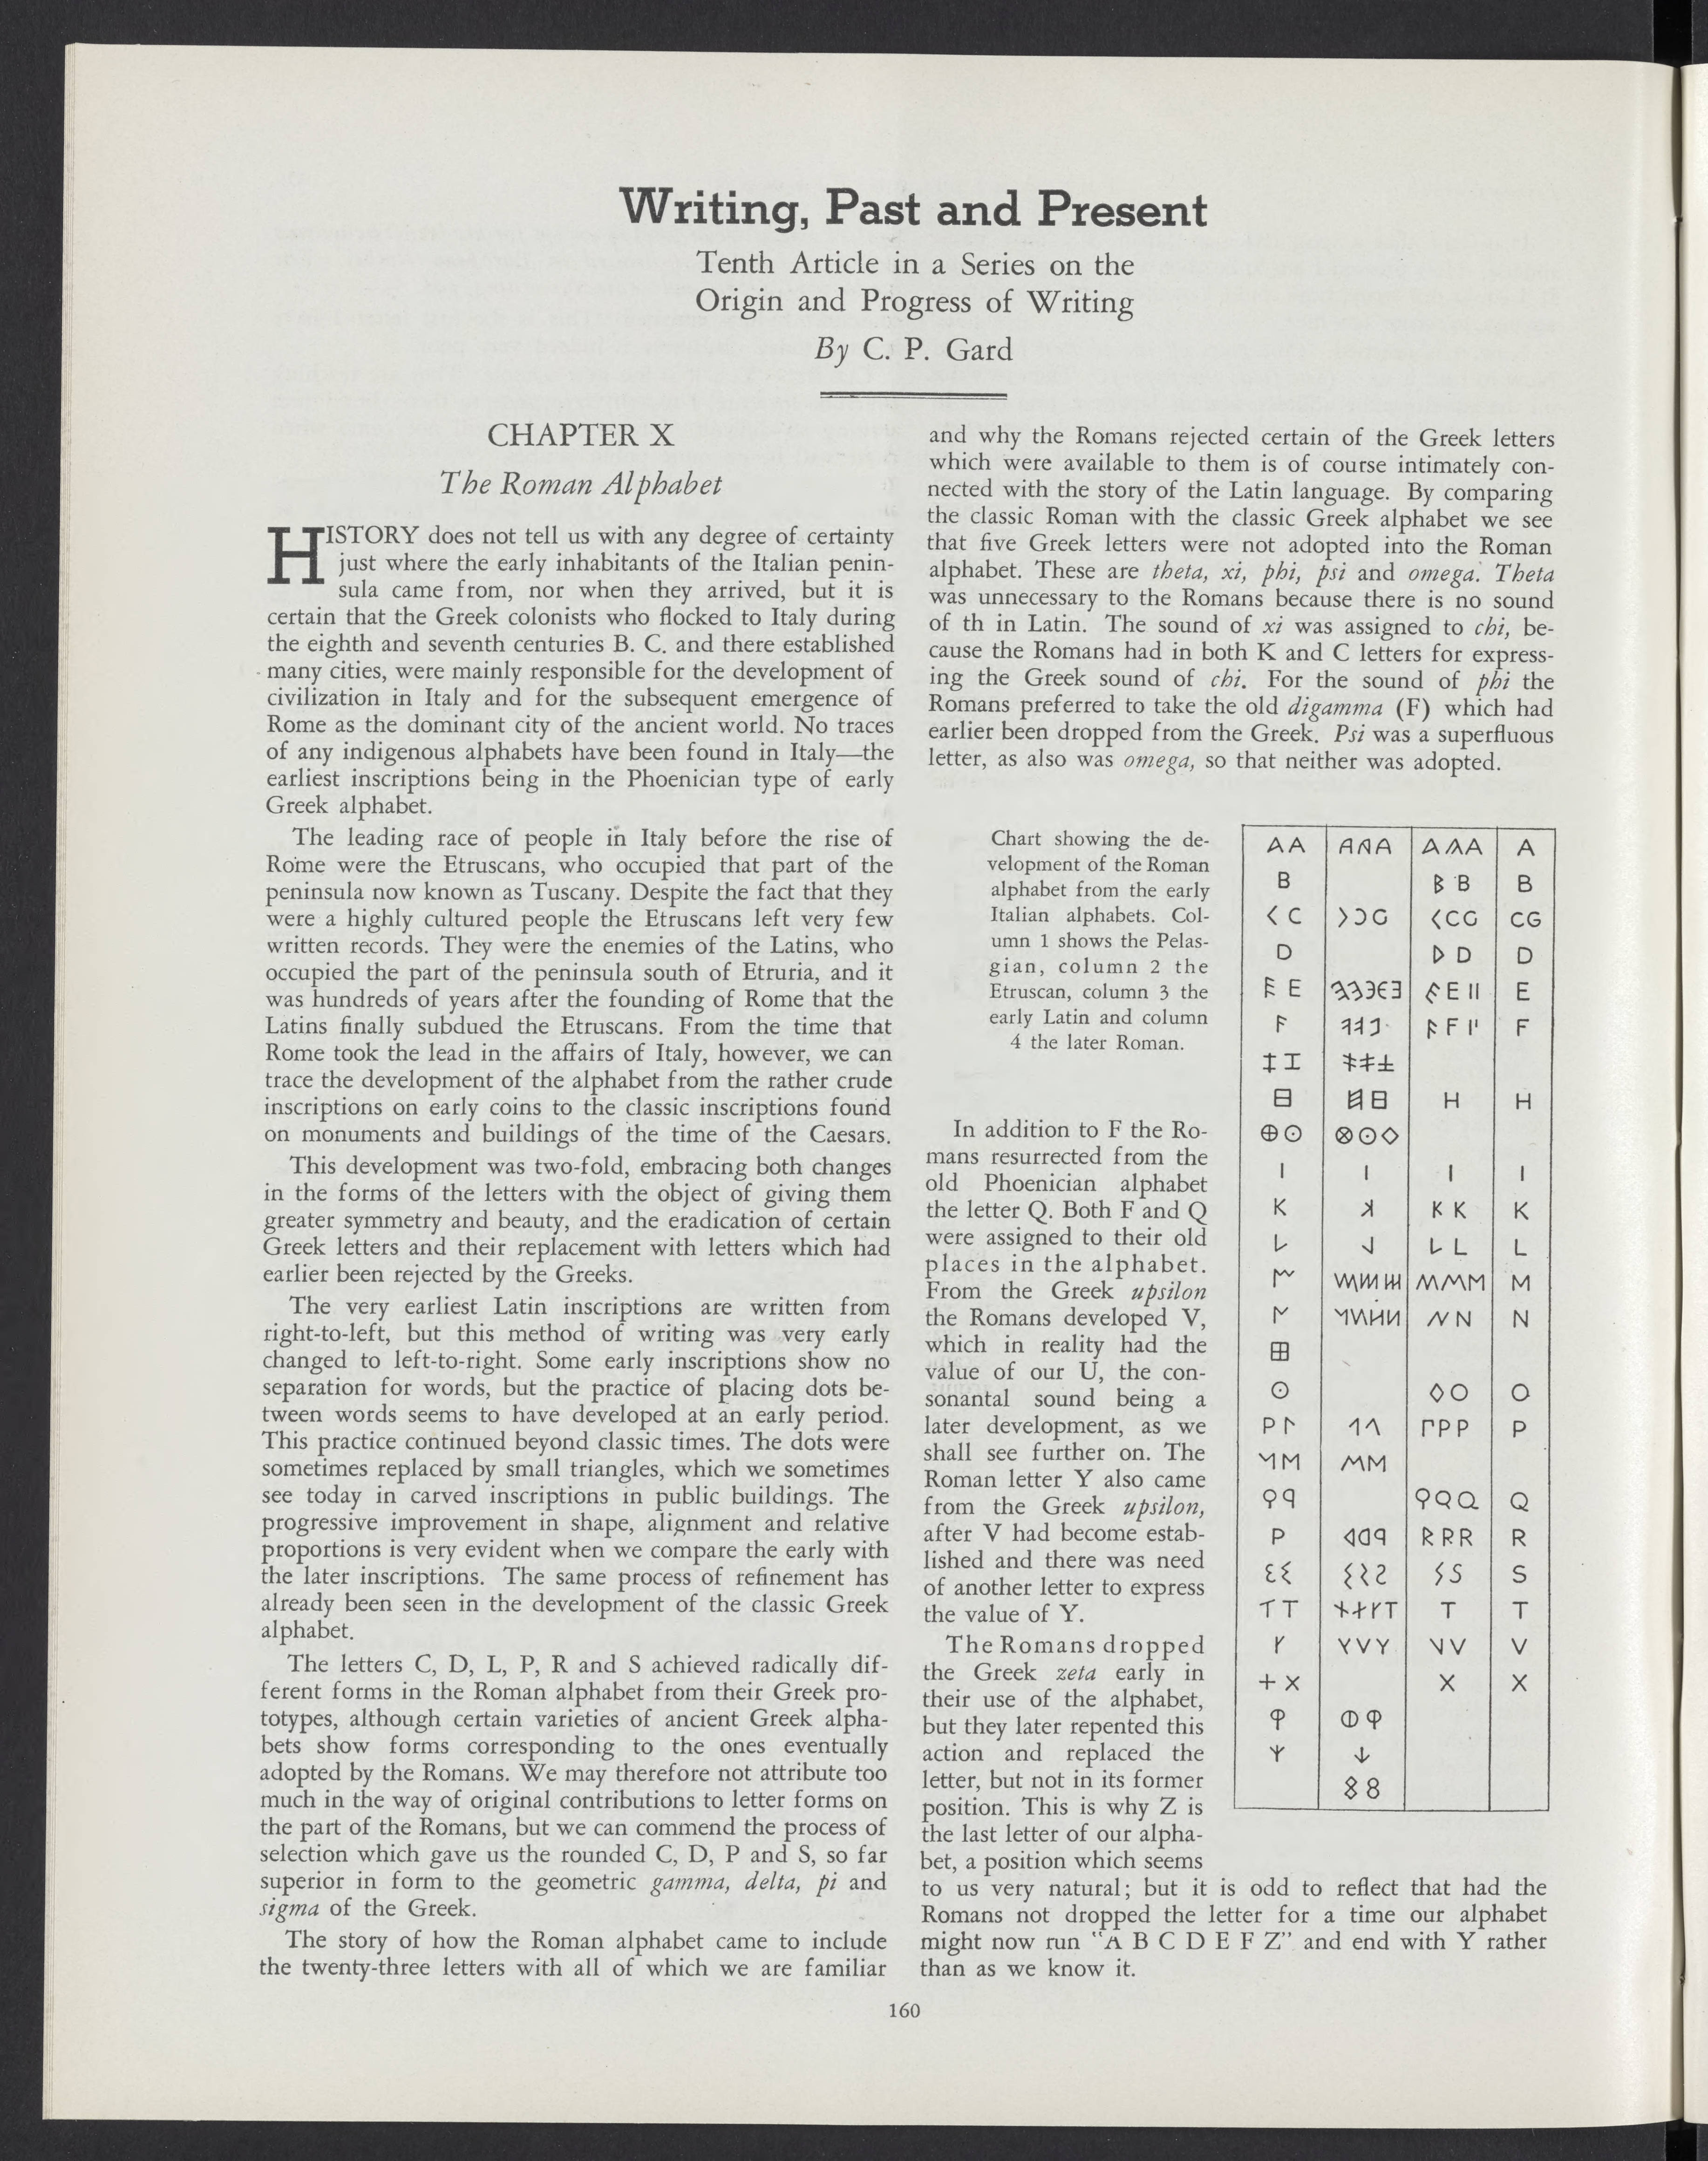 Writing, Past and Present
Tenth Article in a Series on the
Origin and Progress of Writing
By C. P. Gard
CHAPTER X
The Roman Alphabet
HISTORY does not tell us with any degree of certainty
just where the early inhabitants of the Italian penin-
sula came from, nor when they arrived, but it is
certain that the Greek colonists who flocked to Italy during
the eighth and seventh centuries B. C. and there established
many cities, were mainly responsible for the development of
civilization in Italy and for the subsequent emergence of
Rome as the dominant city of the ancient world. No traces
of any indigenous alphabets have been found in Italy—the
earliest inscriptions being in the Phoenician type of early
Greek alphabet.
The leading race of people in Italy before the rise of
Rome were the Etruscans, who occupied that part of the
peninsula now known as Tuscany. Despite the fact that they
were a highly cultured people the Etruscans left very few
written records. They were the enemies of the Latins, who
occupied the part of the peninsula south of Etruria, and it
was hundreds of years after the founding of Rome that the
Latins finally subdued the Etruscans. From the time that
Rome took the lead in the affairs of Italy, however, we can
trace the development of the alphabet from the rather crude
inscriptions on early coins to the classic inscriptions found
on monuments and buildings of the time of the Caesars.
This development was two-fold, embracing both changes
in the forms of the letters with the object of giving them
greater symmetry and beauty, and the eradication of certain
Greek letters and their replacement with letters which had
earlier been rejected by the Greeks.
The very earliest Latin inscriptions are written from
right-to-left, but this method of writing was very early
changed to left-to-right. Some early inscriptions show no
separation for words, but the practice of placing dots be-
tween words seems to have developed at an early period.
This practice continued beyond classic times. The dots were
sometimes replaced by small triangles, which we sometimes
see today in carved inscriptions in public buildings. The
progressive improvement in shape, alignment and relative
proportions is very evident when we compare the early with
the later inscriptions. The same process of refinement has
already been seen in the development of the classic Greek
alphabet.
The letters C, D, L, P, R and S achieved radically dif-
ferent forms in the Roman alphabet from their Greek pro-
totypes, although certain varieties of ancient Greek alpha-
bets show forms corresponding to the ones eventually
adopted by the Romans. We may therefore not attribute too
much in the way of original contributions to letter forms on
the part of the Romans, but we can commend the process of
selection which gave us the rounded C, D, P and S, so far
superior in form to the geometric gamma, delta, pi and
sigma of the Greek.
The story of how the Roman alphabet came to include
the twenty-three letters with all of which we are familiar
and why the Romans rejected certain of the Greek letters
which were available to them is of course intimately con-
nected with the story of the Latin language. By comparing
the classic Roman with the classic Greek alphabet we see
that five Greek letters were not adopted into the Roman
alphabet. These are theta, xi, phi, psi and omega. Theta
was unnecessary to the Romans because there is no sound
of th in Latin. The sound of xi was assigned to chi, be-
cause the Romans had in both K and C letters for express-
ing the Greek sound of chi. For the sound of phi the
Romans preferred to take the old digamma (F) which had
earlier been dropped from the Greek. Psi was a superfluous
letter, as also was omega, so that neither was adopted.
Chart showing the de-
velopment of the Roman
alphabet from the early
Italian alphabets. Col-
umn 1 shows the Pelas-
gian, column 2 the
Etruscan, column 3 the
early Latin and column
4 the later Roman.
In addition to F the Ro-
mans resurrected from the
old Phoenician alphabet
the letter Q. Both F and Q
were assigned to their old
places in the alphabet.
From the Greek upsilon
the Romans developed V,
which in reality had the
value of our U, the con-
sonantal sound being a
later development, as we
shall see further on. The
Roman letter Y also came
from the Greek upsilon,
after V had become estab-
lished and there was need
of another letter to express
the value of Y.
The Romans dropped
the Greek zeta early in
their use of the alphabet,
but they later repented this
action and replaced the
letter, but not in its former
position. This is why Z is
the last letter of our alpha-
bet, a position which seems
to us very natural; but it is odd to reflect that had the
Romans not dropped the letter for a time our alphabet
might now run "A B C D E F Z" and end with Y rather
than as we know it.
A
B
CG
D
E
F
H
I
K
L
M
N
O
P
Q
R
S
T
V
X
160